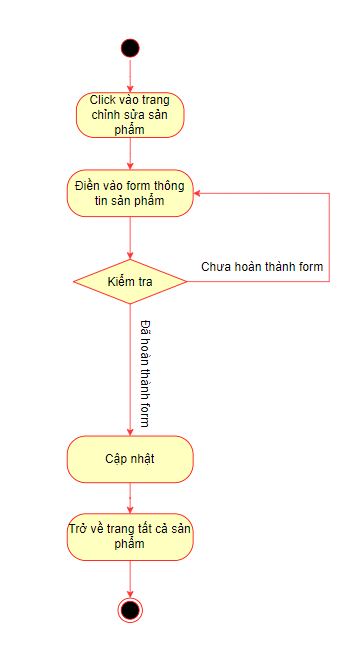 Click vào trang
chỉnh sửa sản
phẩm
Điền vào form thông
tin sản phẩm
Chưa hoàn thành form
Kiểm tra
Đã hoàn thành form
Cập nhật
Trở về trang tất cả sản
phẩm